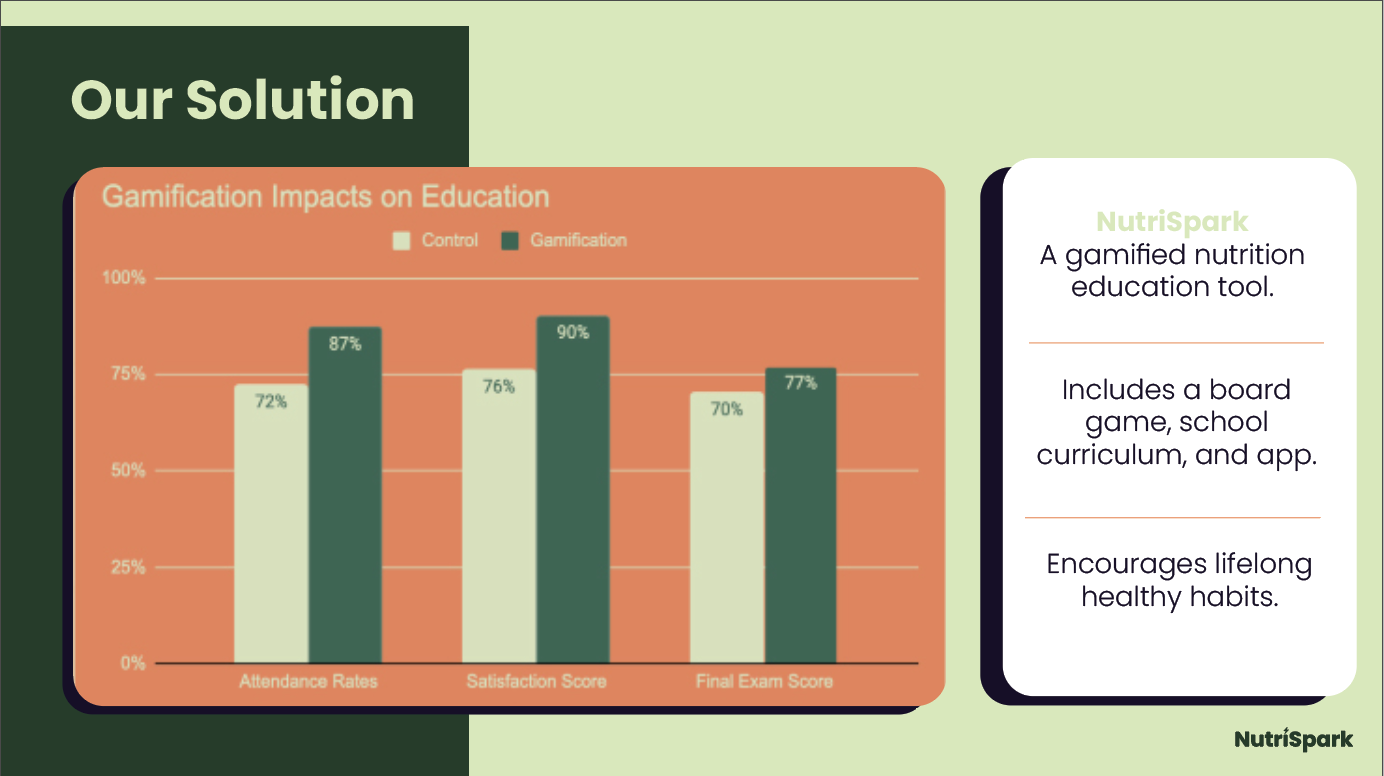 Our Solution
Gamification Impacts on Education
Control Gamification
100%
75%
50%
25%
0%
72%
87%
76%
90%
70%
77%
Attendance Rates
Satisfaction Score
Final Exam Score
NutriSpark
A gamified nutrition
education tool.
Includes a board
game, school
curriculum, and app.
Encourages lifelong
healthy habits.
NutriSpark